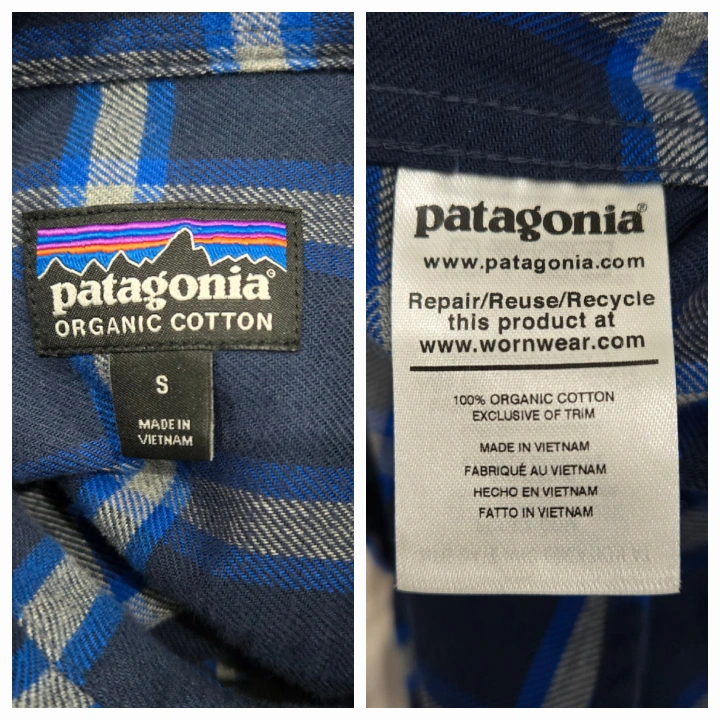 patagonia®
ORGANIC COTTON
S
MADE IN
VIETNAM
patagonia®
www.patagonia.com
Repair/Reuse/Recycle
this product at
www.wornwear.com
100% ORGANIC COTTON
EXCLUSIVE OF TRIM
MADE IN VIETNAM
FABRIQUÉ AU VIETNAM
HECHO EN VIETNAM
FATTO IN VIETNAM